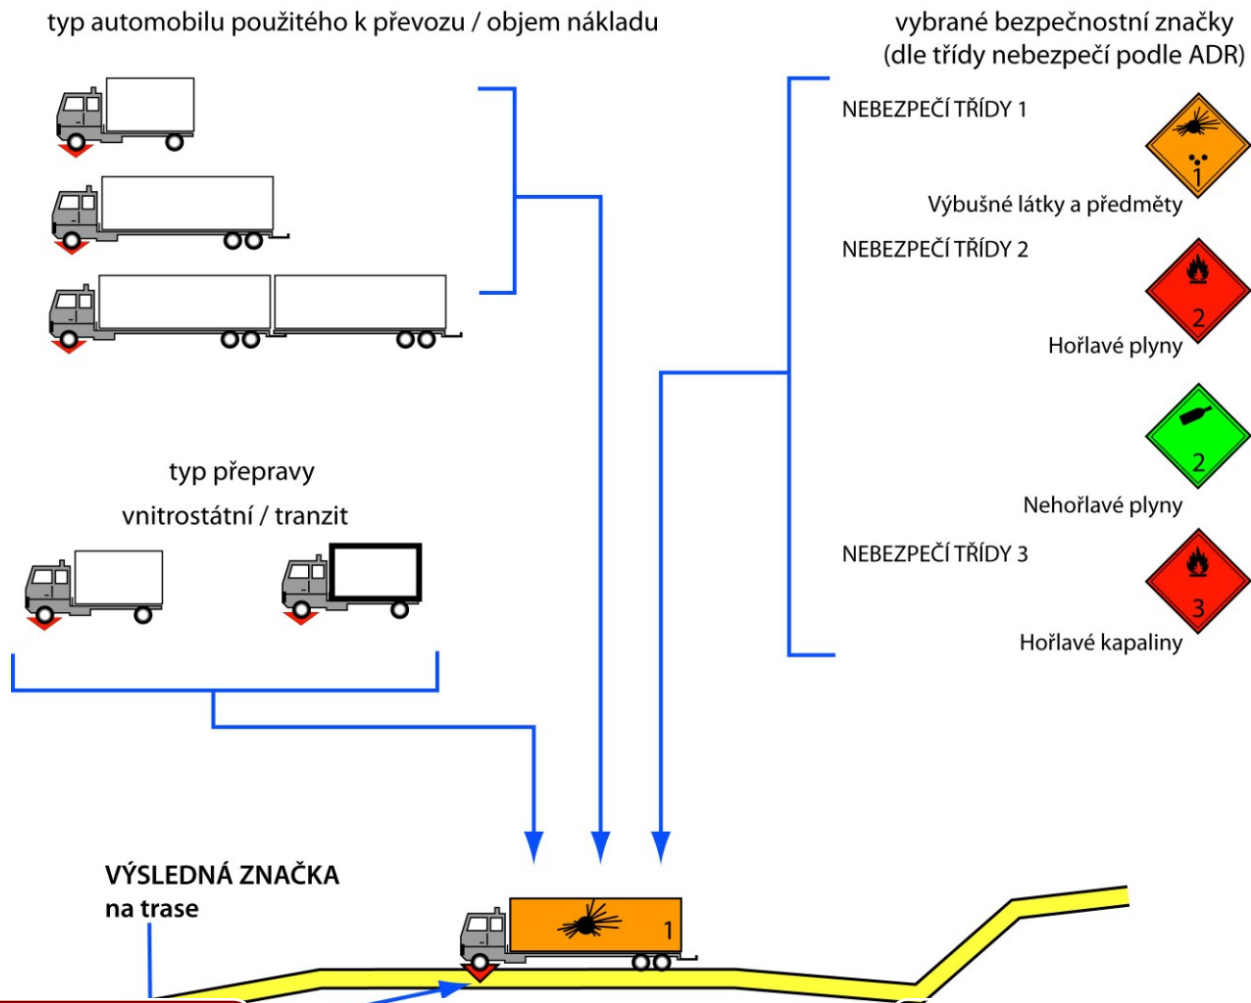 typ automobilu použitého k převozu / objem nákladu
vybrané bezpečnostní značky
(dle třídy nebezpečí podle ADR)
NEBEZPEČÍ TŘÍDY 1
1
Výbušné látky a předměty
NEBEZPEČÍ TŘÍDY 2
2
Hořlavé plyny
2
Nehořlavé plyny
NEBEZPEČÍ TŘÍDY 3
3
Hořlavé kapaliny
typ přepravy
vnitrostátní / tranzit
VÝSLEDNÁ ZNAČKA
na trase
1